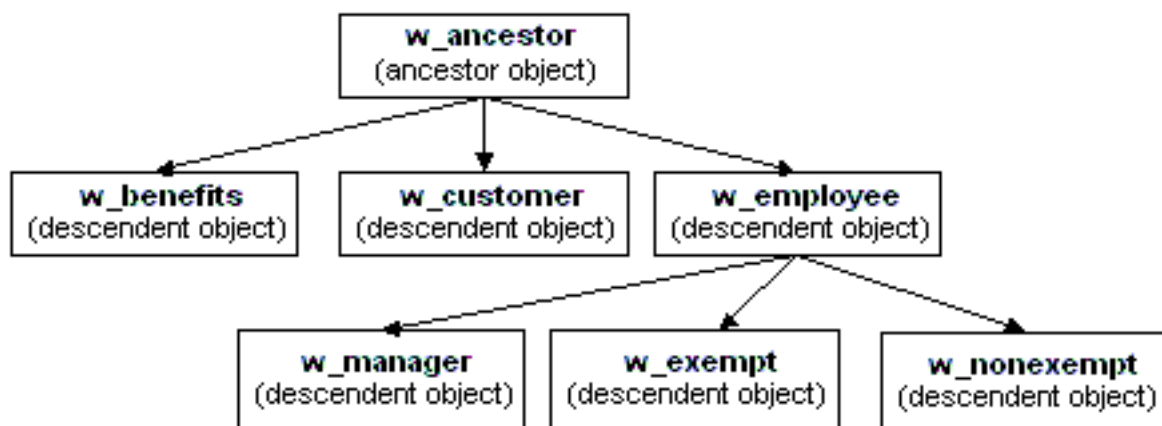 w_ancestor
(ancestor object)
w_benefits
(descendent object)
w_customer
(descendent object)
w_employee
(descendent object)
w_manager
(descendent object)
w_exempt
(descendent object)
w_nonexempt
(descendent object)